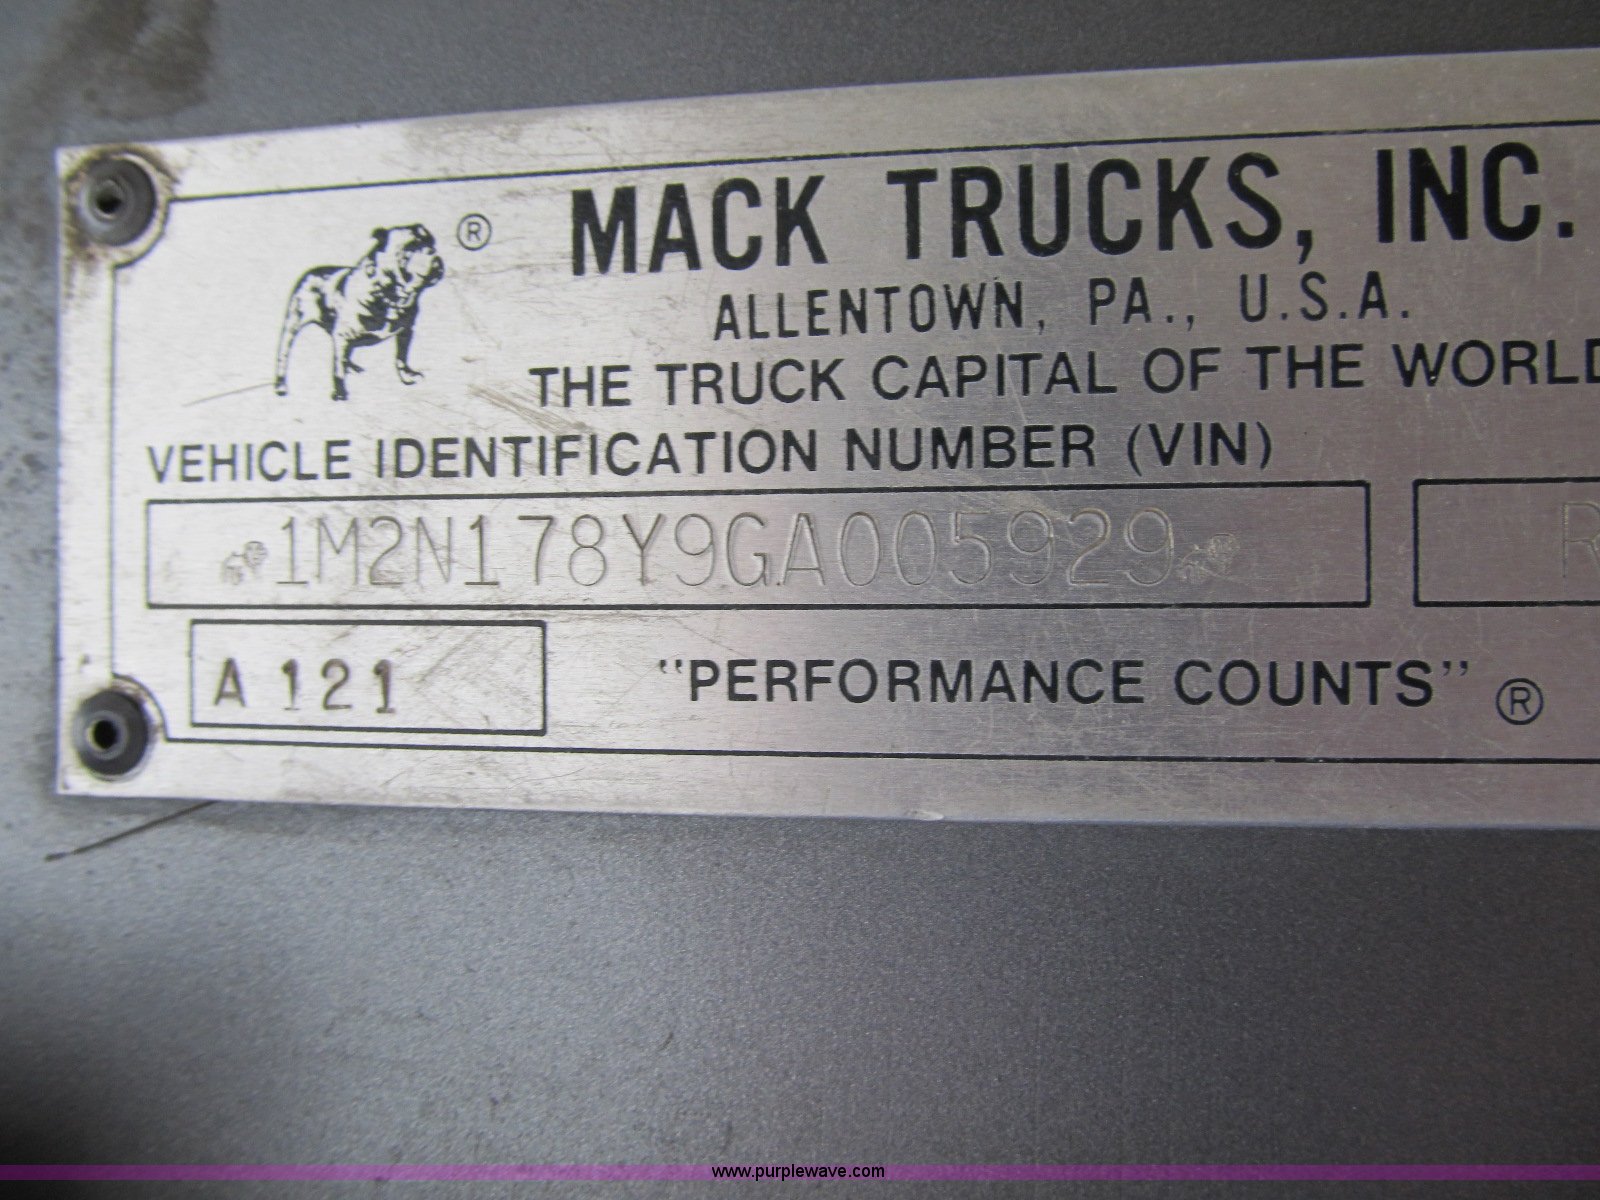 ®
MACK TRUCKS, INC.
ALLENTOWN, PA., U.S.A.
THE TRUCK CAPITAL OF THE WORLD
VEHICLE IDENTIFICATION NUMBER (VIN)
1M2N178Y9GA005929
R
A 121
"PERFORMANCE COUNTS" ®
www.purplewave.com